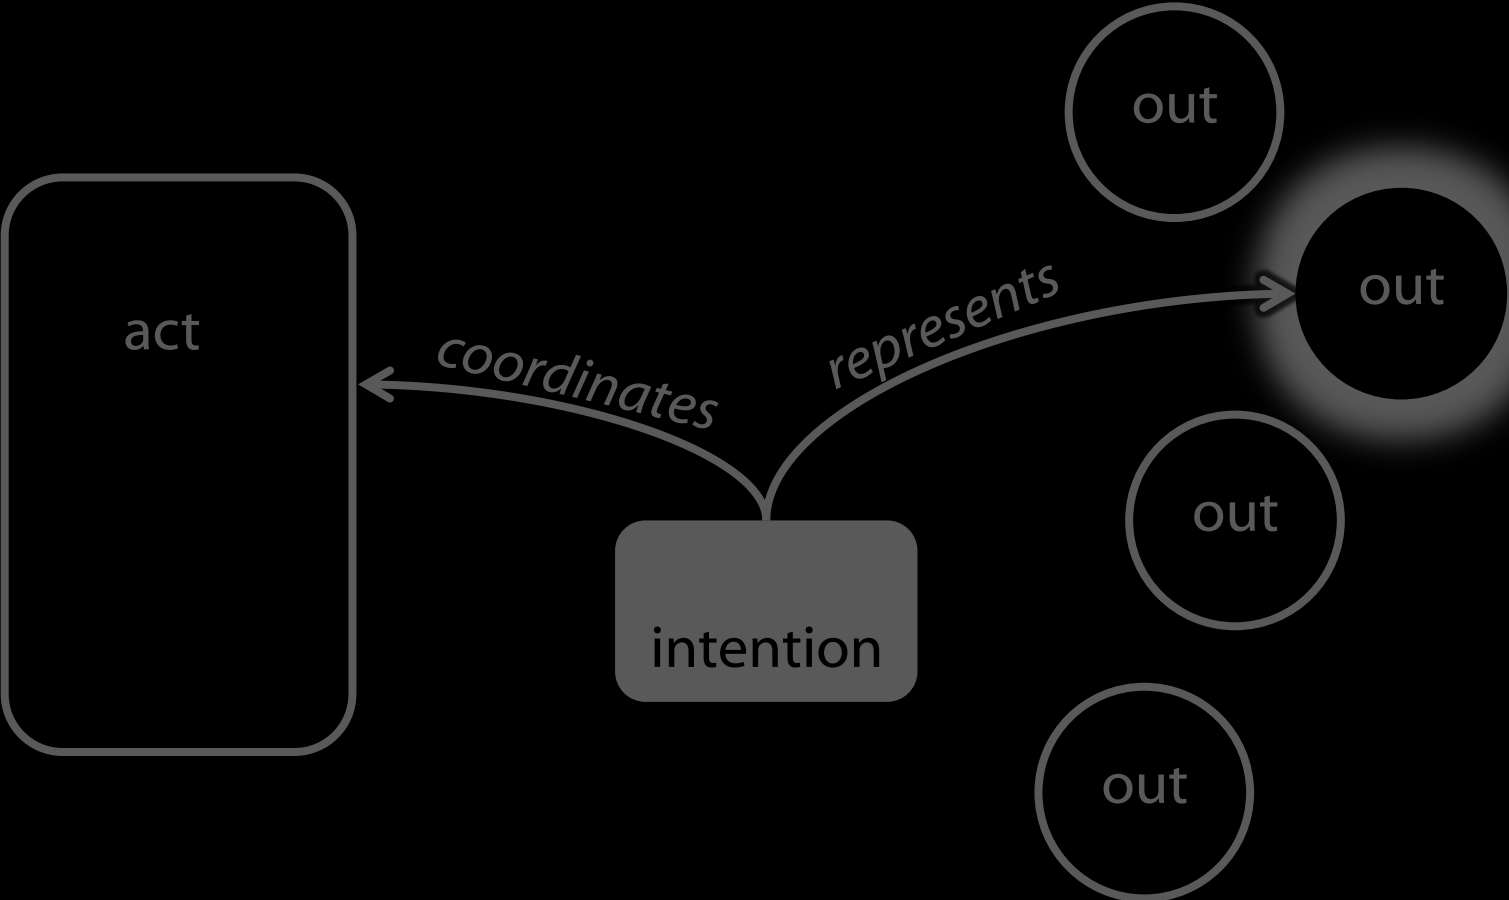 out
out
act
coordinates
represents
out
intention
out